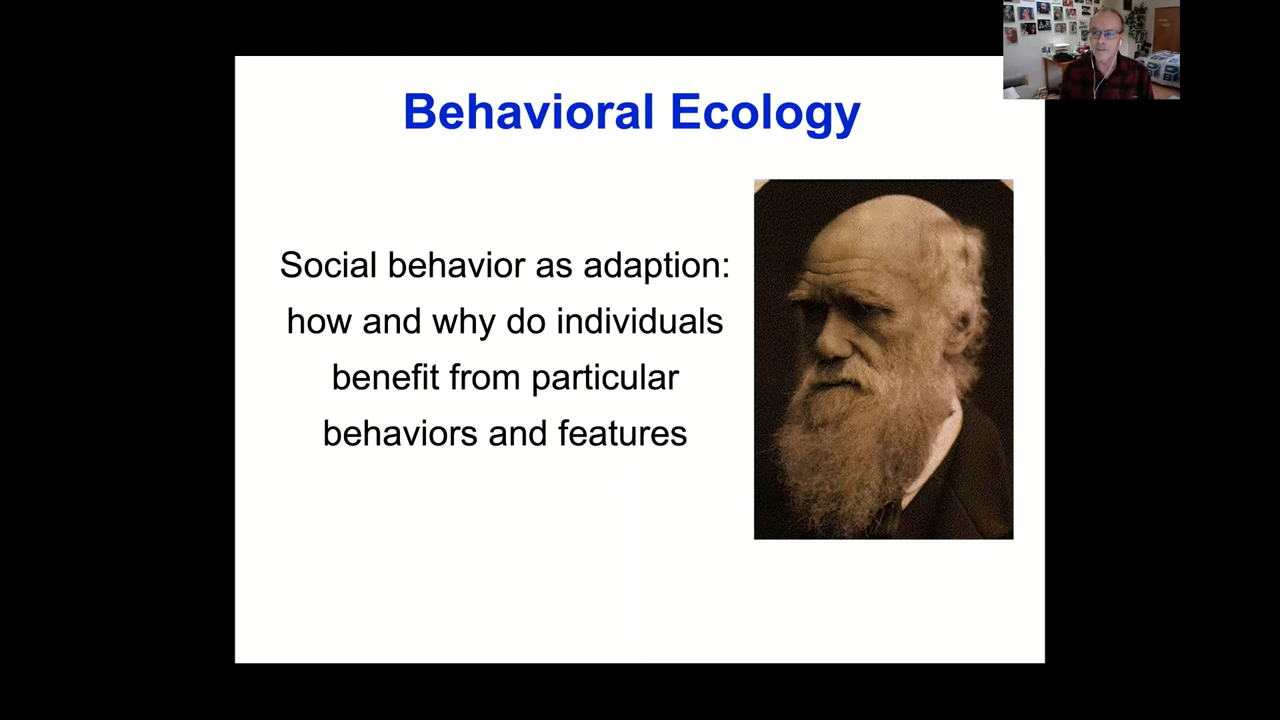 Behavioral Ecology
Social behavior as adaption:
how and why do individuals
benefit from particular
behaviors and features